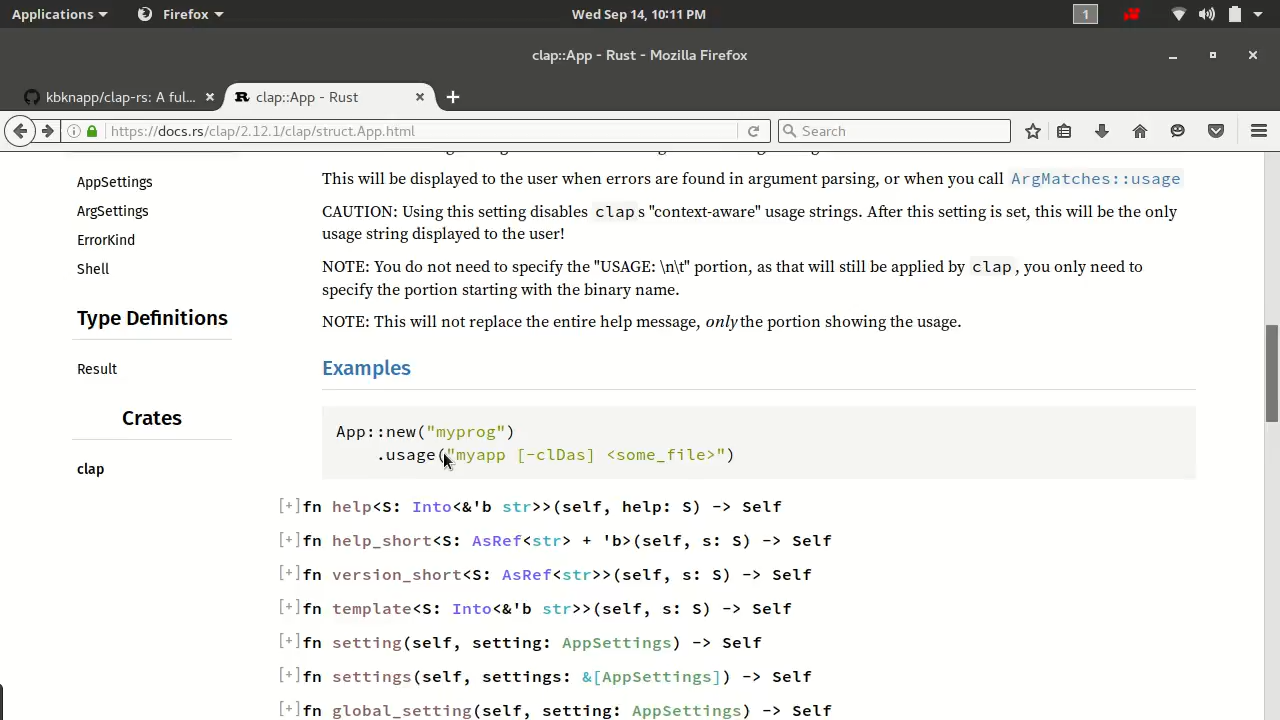 Applications Firefox Wed Sep 14, 10:11 PM 1
clap::App - Rust - Mozilla Firefox
kbknapp/clap-rs: A ful... clap::App - Rust
https://docs.rs/clap/2.12.1/clap/struct.App.html Search
AppSettings
ArgSettings
ErrorKind
Shell
Type Definitions
Result
Crates
clap
This will be displayed to the user when errors are found in argument parsing, or when you call ArgMatches::usage
CAUTION: Using this setting disables claps "context-aware" usage strings. After this setting is set, this will be the only
usage string displayed to the user!
NOTE: You do not need to specify the "USAGE: \n\t" portion, as that will still be applied by clap, you only need to
specify the portion starting with the binary name.
NOTE: This will not replace the entire help message, only the portion showing the usage.
Examples
App::new("myprog")
.usage("myapp [-clDas] <some_file>")
[+]fn help<S: Into<&'b str>>(self, help: S) -> Self
[+]fn help_short<S: AsRef<str> + 'b>(self, s: S) -> Self
[+]fn version_short<S: AsRef<str>>(self, s: S) -> Self
[+]fn template<S: Into<&'b str>>(self, s: S) -> Self
[+]fn setting(self, setting: AppSettings) -> Self
[+]fn settings(self, settings: &[AppSettings]) -> Self
[+]fn global_setting(self, setting: AppSettings) -> Self